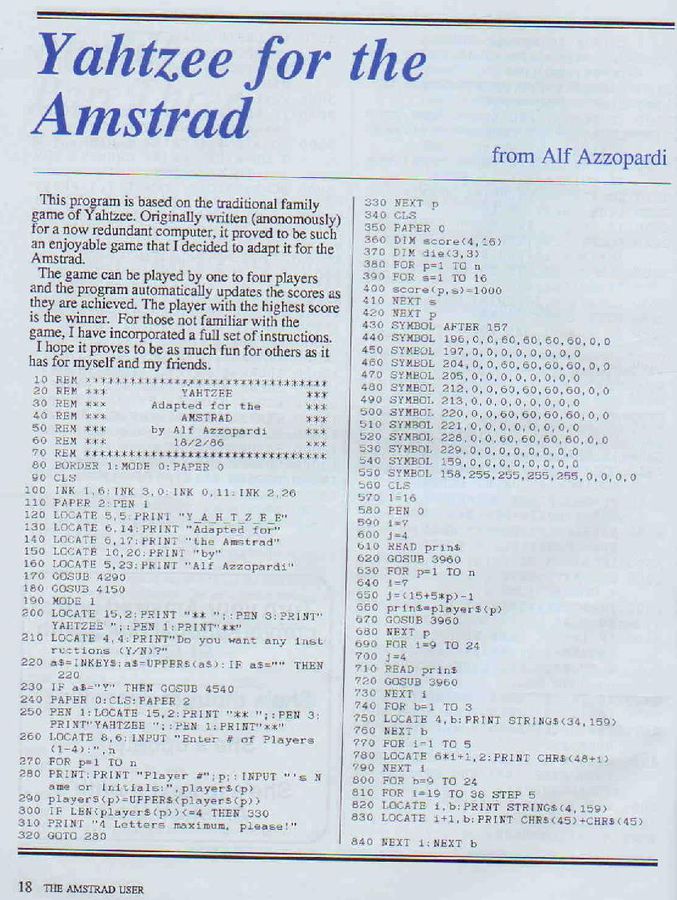 Yahtzee for the
Amstrad
from Alf Azzopardi
This program is based on the traditional family
game of Yahtzee. Originally written (anonomously)
for a now redundant computer, it proved to be such
an enjoyable game that I decided to adapt it for the
Amstrad.
The game can be played by one to four players
and the program automatically updates the scores as
they are achieved. The player with the highest score
is the winner. For those not familiar with the
game, I have incorporated a full set of instructions.
I hope it proves to be as much fun for others as it
has for myself and my friends.
10 REM *******************************
20 REM *** YAHTZEE ***
30 REM *** Adapted for the ***
40 REM *** AMSTRAD ***
50 REM *** by Alf Azzopardi ***
60 REM *** 18/2/86 ***
70 REM *******************************
80 BORDER 1:MODE 0:PAPER 0
90 CLS
100 INK 1,6:INK 3,0:INK 0,11:INK 2,26
110 PAPER 2:PEN 1
120 LOCATE 5,5:PRINT "Y_A_H_T_Z_E_E"
130 LOCATE 6,14:PRINT "Adapted for"
140 LOCATE 6,17:PRINT "the Amstrad"
150 LOCATE 10,20:PRINT "by"
160 LOCATE 5,23:PRINT "Alf Azzopardi"
170 GOSUB 4290
180 GOSUB 4150
190 MODE 1
200 LOCATE 15,2:PRINT "** ";:PEN 3:PRINT"
YAHTZEE ";:PEN 1:PRINT"**"
210 LOCATE 4,4:PRINT"Do you want any inst
ructions (Y/N)?"
220 a$=INKEY$:a$=UPPER$(a$):IF a$="" THEN
220
230 IF a$="Y" THEN GOSUB 4540
240 PAPER 0:CLS:PAPER 2
250 PEN 1:LOCATE 15,2:PRINT "** ";:PEN 3:
PRINT"YAHTZEE ";:PEN 1:PRINT"**"
260 LOCATE 8,6:INPUT "Enter # of Players
(1-4):",n
270 FOR p=1 TO n
280 PRINT:PRINT "Player #";p;:INPUT "'s N
ame or Initials:",player$(p)
290 player$(p)=UPPER$(player$(p))
300 IF LEN(player$(p))<=4 THEN 330
310 PRINT "4 Letters maximum, please!"
320 GOTO 280
330 NEXT p
340 CLS
350 PAPER 0
360 DIM score(4,16)
370 DIM die(3,3)
380 FOR p=1 TO n
390 FOR s=1 TO 16
400 score(p,s)=1000
410 NEXT s
420 NEXT p
430 SYMBOL AFTER 157
440 SYMBOL 196,0,0,60,60,60,60,0,0
450 SYMBOL 197,0,0,0,0,0,0,0,0
460 SYMBOL 204,0,0,60,60,60,60,0,0
470 SYMBOL 205,0,0,0,0,0,0,0,0
480 SYMBOL 212,0,0,60,60,60,60,0,0
490 SYMBOL 213,0,0,0,0,0,0,0,0
500 SYMBOL 220,0,0,60,60,60,60,0,0
510 SYMBOL 221,0,0,0,0,0,0,0,0
520 SYMBOL 228,0,0,60,60,60,60,0,0
530 SYMBOL 229,0,0,0,0,0,0,0,0
540 SYMBOL 159,0,0,0,0,0,0,0,0
550 SYMBOL 158,255,255,255,255,0,0,0,0
560 CLS
570 l=16
580 PEN 0
590 i=7
600 j=4
610 READ prin$
620 GOSUB 3960
630 FOR p=1 TO n
640 i=7
650 j=(15+5*p)-1
660 prin$=player$(p)
670 GOSUB 3960
680 NEXT p
690 FOR i=9 TO 24
700 j=4
710 READ prin$
720 GOSUB 3960
730 NEXT i
740 FOR b=1 TO 3
750 LOCATE 4,b:PRINT STRING$(34,159)
760 NEXT b
770 FOR i=1 TO 5
780 LOCATE 6*i+1,2:PRINT CHR$(48+i)
790 NEXT i
800 FOR b=9 TO 24
810 FOR i=19 TO 38 STEP 5
820 LOCATE i,b:PRINT STRING$(4,159)
830 LOCATE i+1,b:PRINT CHR$(45)+CHR$(45)
840 NEXT i:NEXT b
18 THE AMSTRAD USER